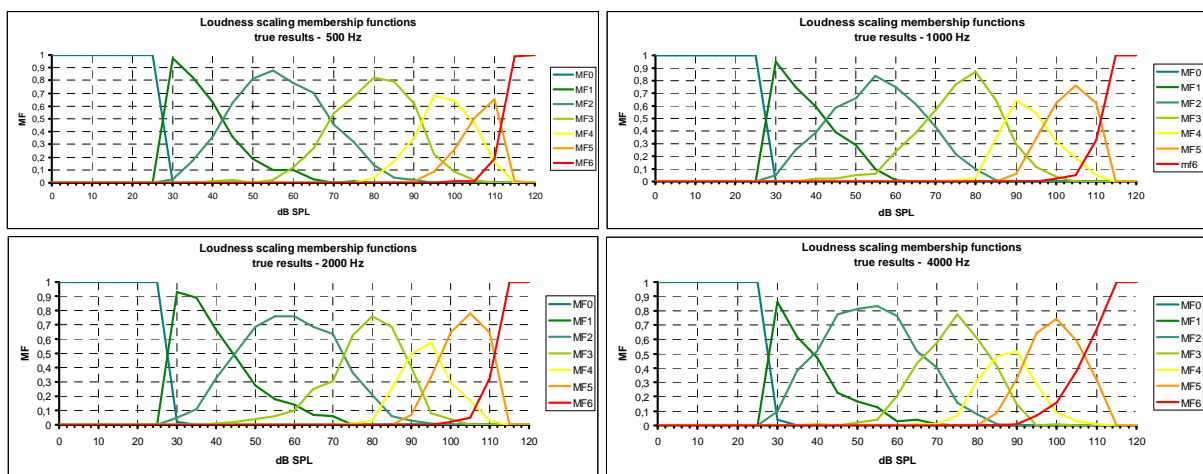 Loudness scaling membership functions
true results - 500 Hz
MF
1
0,9
0,8
0,7
0,6
0,5
0,4
0,3
0,2
0,1
0
0 10 20 30 40 50 60 70 80 90 100 110 120
dB SPL
MF0
MF1
MF2
MF3
MF4
MF5
MF6
Loudness scaling membership functions
true results - 1000 Hz
MF
1
0,9
0,8
0,7
0,6
0,5
0,4
0,3
0,2
0,1
0
0 10 20 30 40 50 60 70 80 90 100 110 120
dB SPL
MF0
MF1
MF2
MF3
MF4
MF5
mf6
Loudness scaling membership functions
true results - 2000 Hz
MF
1
0,9
0,8
0,7
0,6
0,5
0,4
0,3
0,2
0,1
0
0 10 20 30 40 50 60 70 80 90 100 110 120
dB SPL
MF0
MF1
MF2
MF3
MF4
MF5
MF6
Loudness scaling membership functions
true results - 4000 Hz
MF
1
0,9
0,8
0,7
0,6
0,5
0,4
0,3
0,2
0,1
0
0 10 20 30 40 50 60 70 80 90 100 110 120
dB SPL
MF0
MF1
MF2
MF3
MF4
MF5
MF6